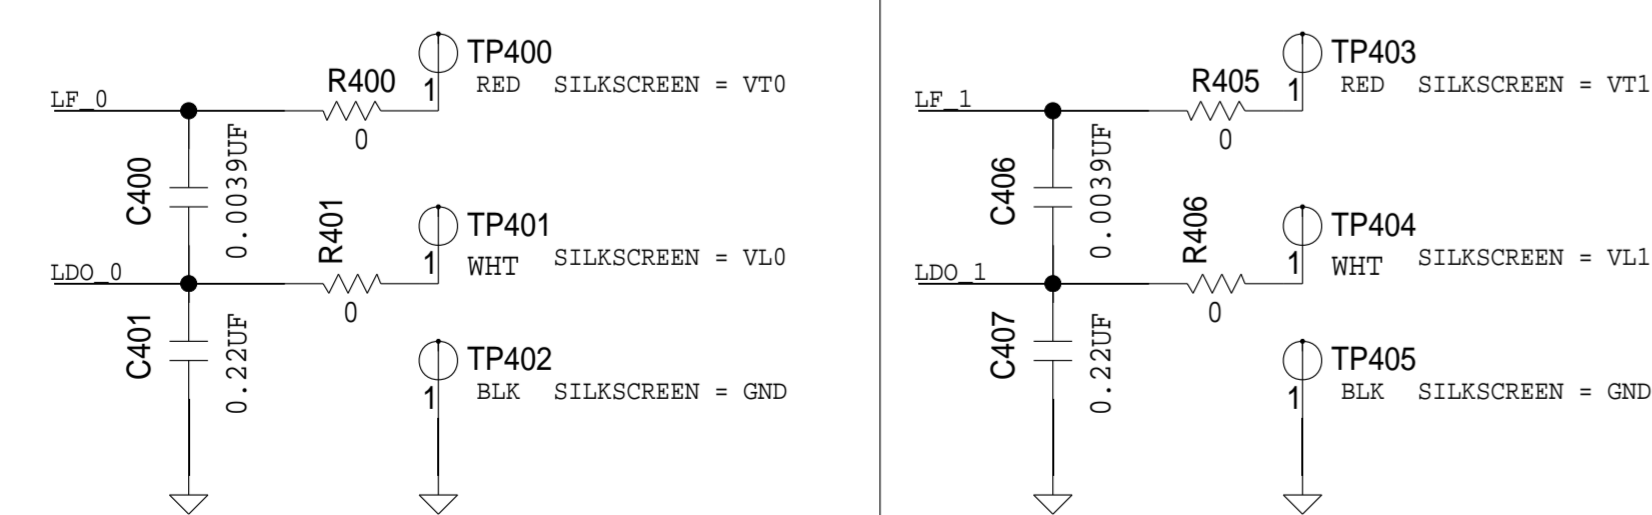 TP400
R400
1
RED SILKSCREEN = VT0
LF_0
0
C400
0.0039UF
R401
TP401
1
WHT
SILKSCREEN = VL0
LDO_0
0
C401
0.22UF
TP402
1
BLK SILKSCREEN = GND
TP403
R405
1
RED SILKSCREEN = VT1
LF_1
0
C406
0.0039UF
R406
TP404
1
WHT
SILKSCREEN = VL1
LDO_1
0
C407
0.22UF
TP405
1
BLK SILKSCREEN = GND